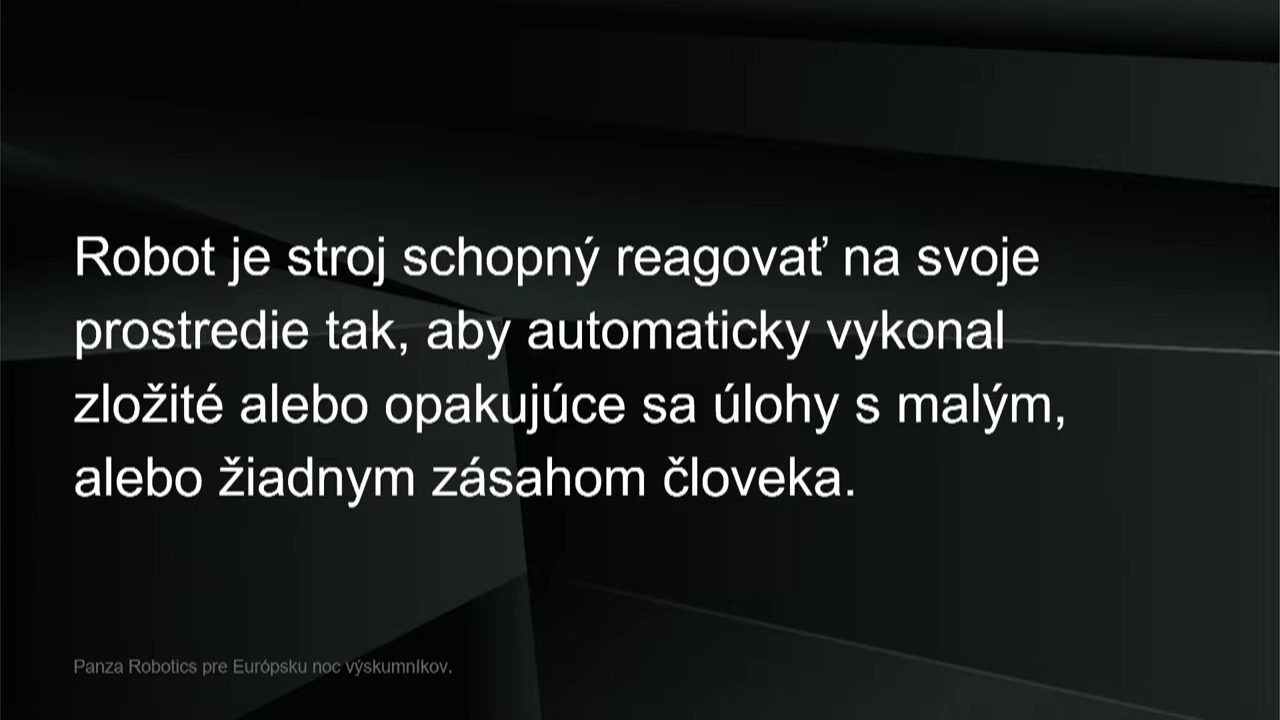 Robot je stroj schopný reagovať na svoje
prostredie tak, aby automaticky vykonal
zložité alebo opakujúce sa úlohy s malým,
alebo žiadnym zásahom človeka.
Panza Robotics pre Európsku noc výskumníkov.